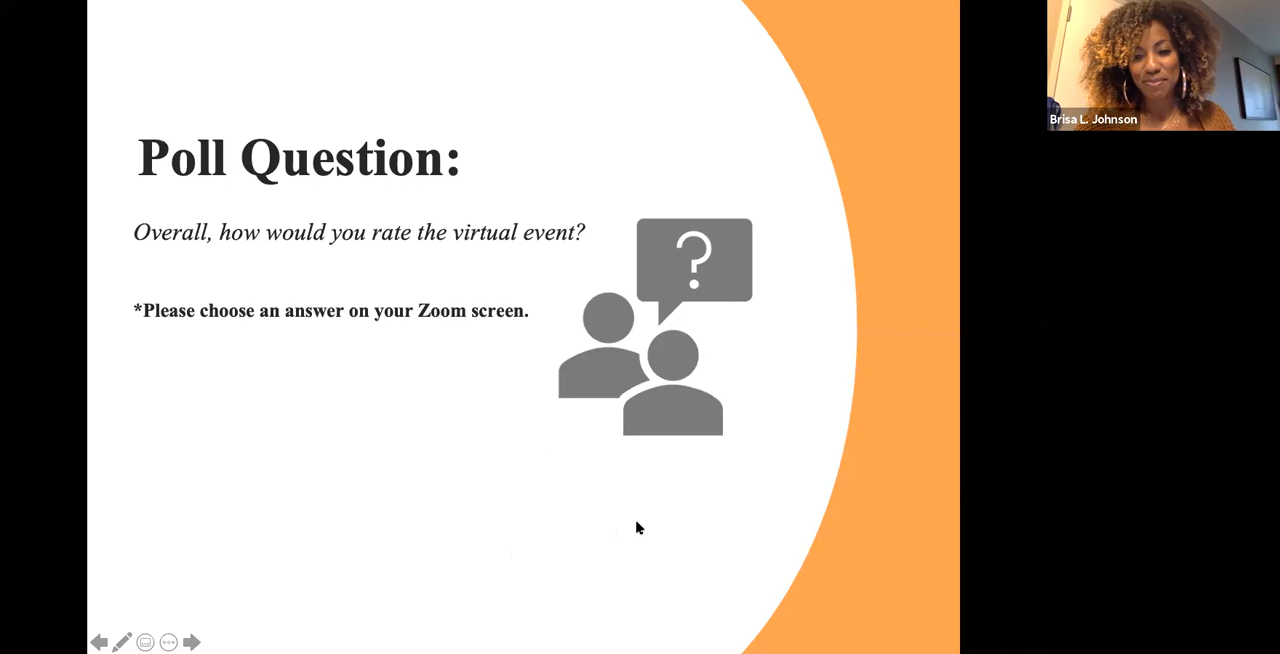 Poll Question:
Overall, how would you rate the virtual event?
*Please choose an answer on your Zoom screen.
?
Brisa L. Johnson